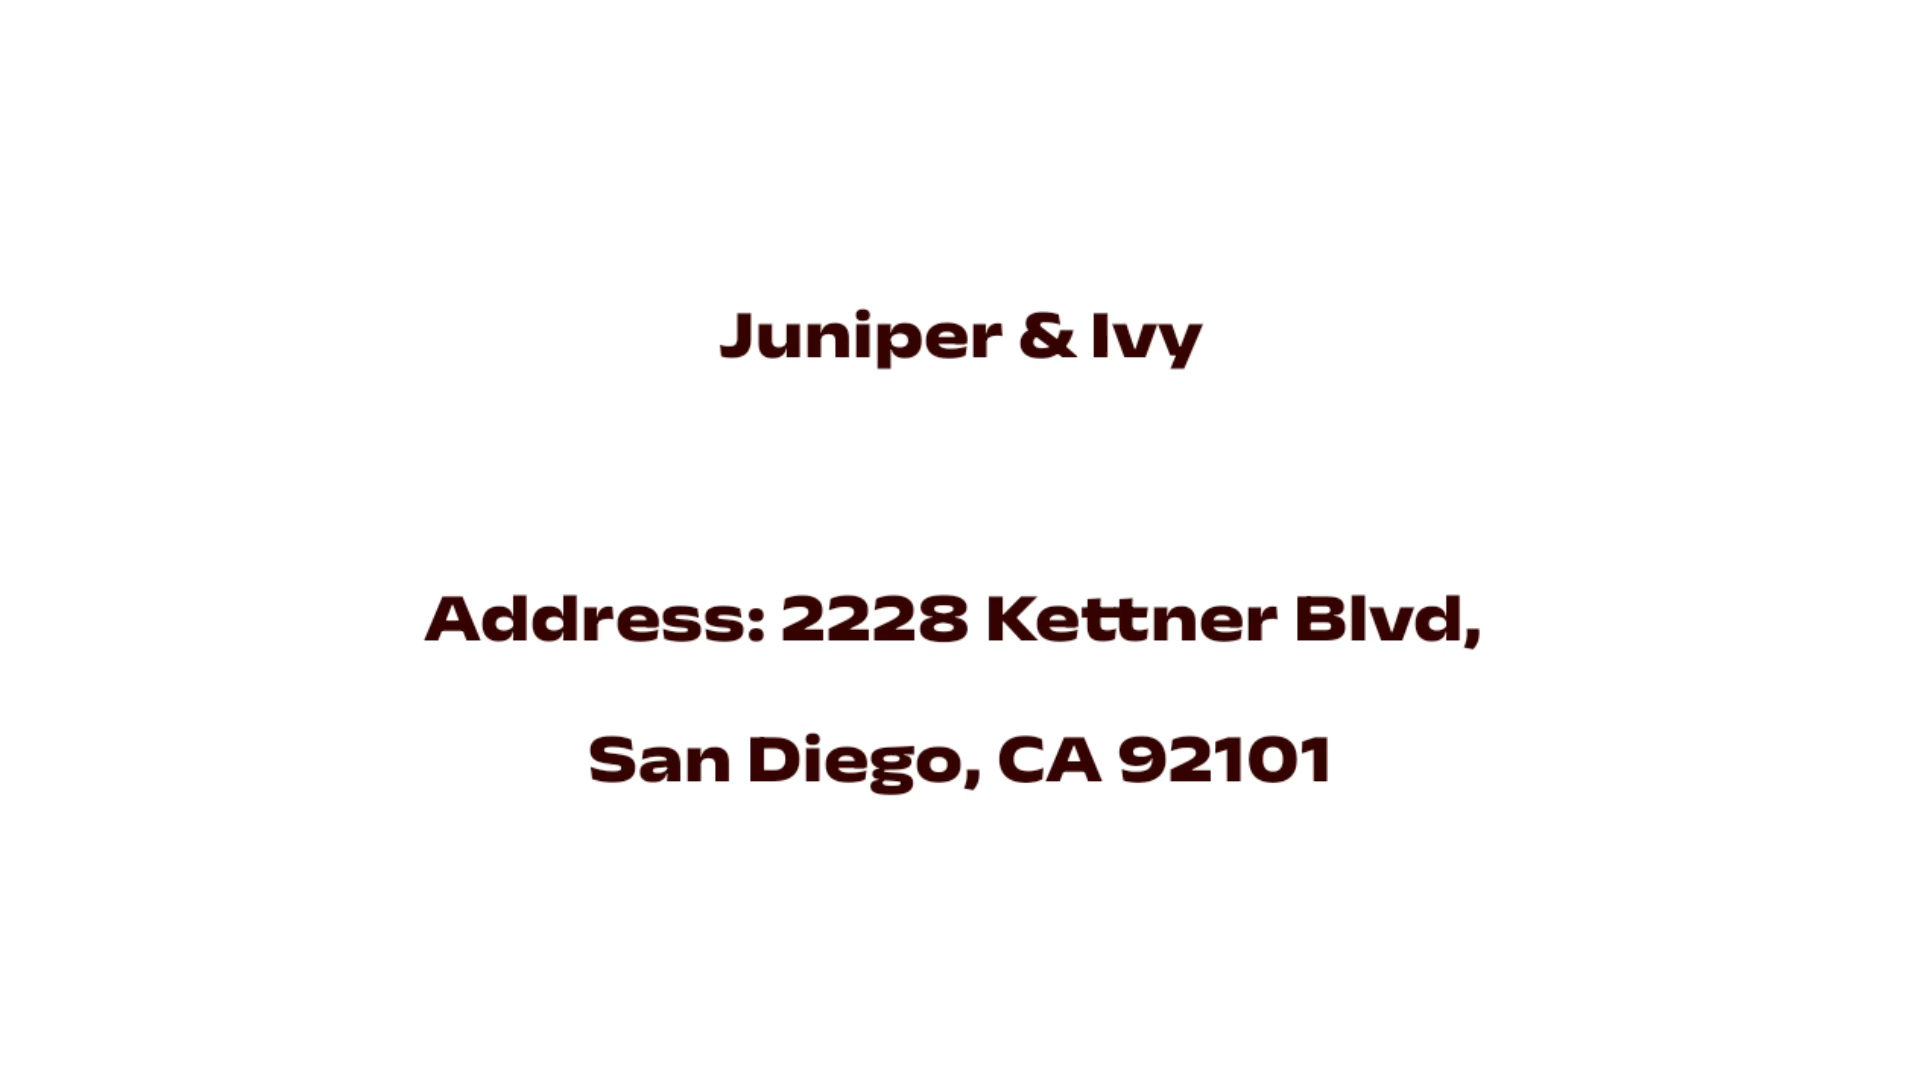 Juniper & Ivy
Address: 2228 Kettner Blvd,
San Diego, CA 92101